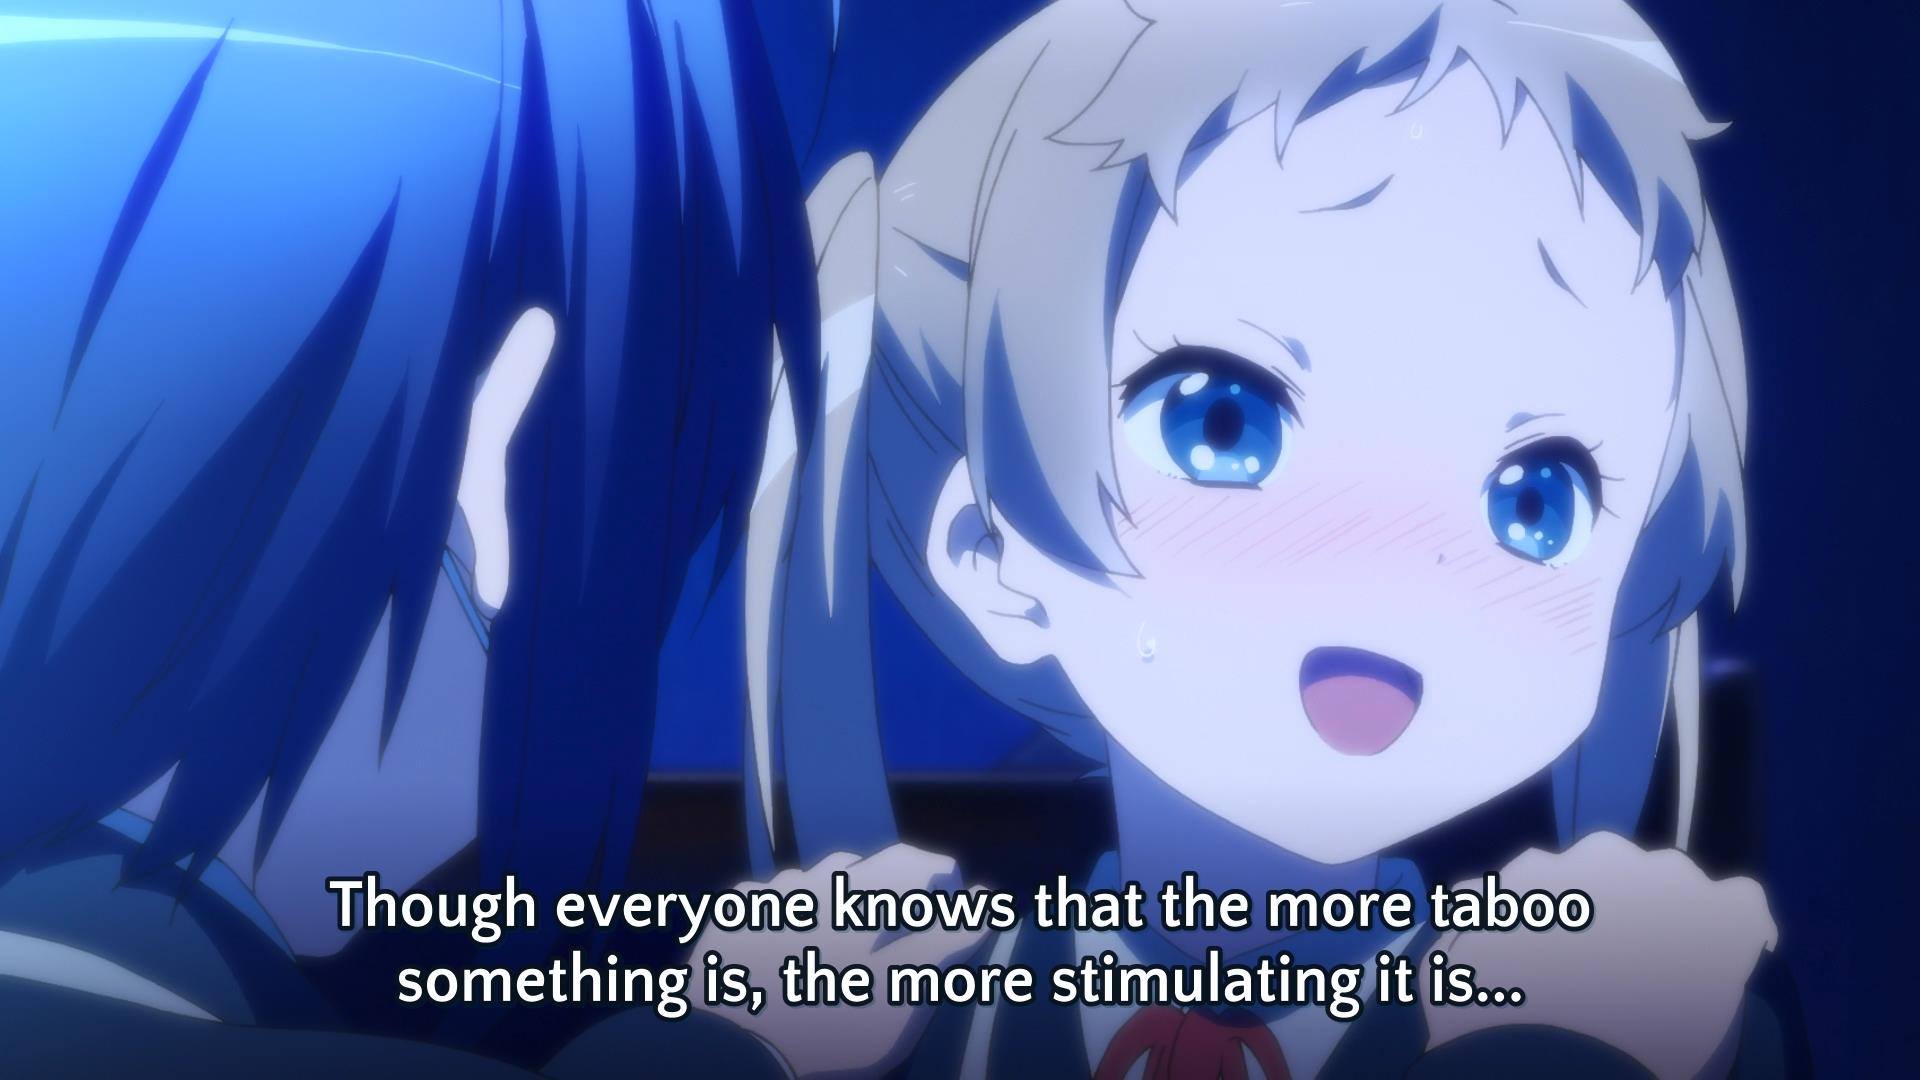 Though everyone knows that the more taboo
something is, the more stimulating it is...